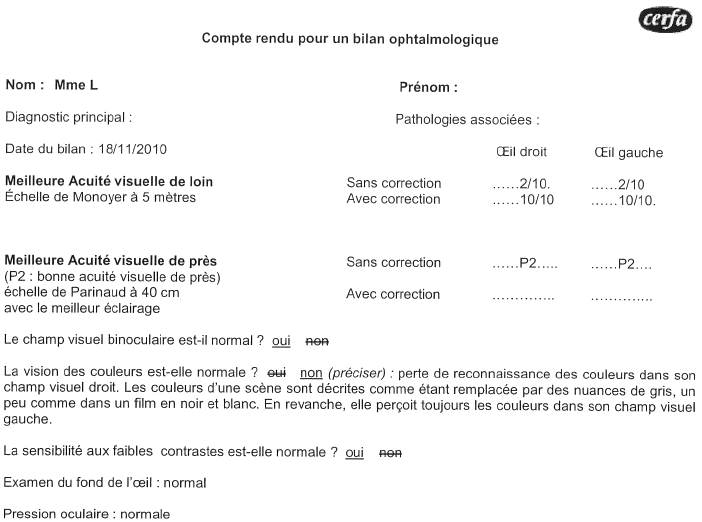 cerfa
Compte rendu pour un bilan ophtalmologique
Nom : Mme L Prénom :
Diagnostic principal : Pathologies associées :
Date du bilan : 18/11/2010 Œil droit Œil gauche
Meilleure Acuité visuelle de loin Sans correction ......2/10. ......2/10
Échelle de Monoyer à 5 mètres Avec correction ......10/10 ......10/10.
Meilleure Acuité visuelle de près Sans correction ......P2..... ......P2....
(P2 : bonne acuité visuelle de près)
échelle de Parinaud à 40 cm Avec correction ............. .............
avec le meilleur éclairage
Le champ visuel binoculaire est-il normal ? oui non
La vision des couleurs est-elle normale ? oui non (préciser) : perte de reconnaissance des couleurs dans son
champ visuel droit. Les couleurs d'une scène sont décrites comme étant remplacée par des nuances de gris, un
peu comme dans un film en noir et blanc. En revanche, elle perçoit toujours les couleurs dans son champ visuel
gauche.
La sensibilité aux faibles contrastes est-elle normale ? oui non
Examen du fond de l'œil : normal
Pression oculaire : normale